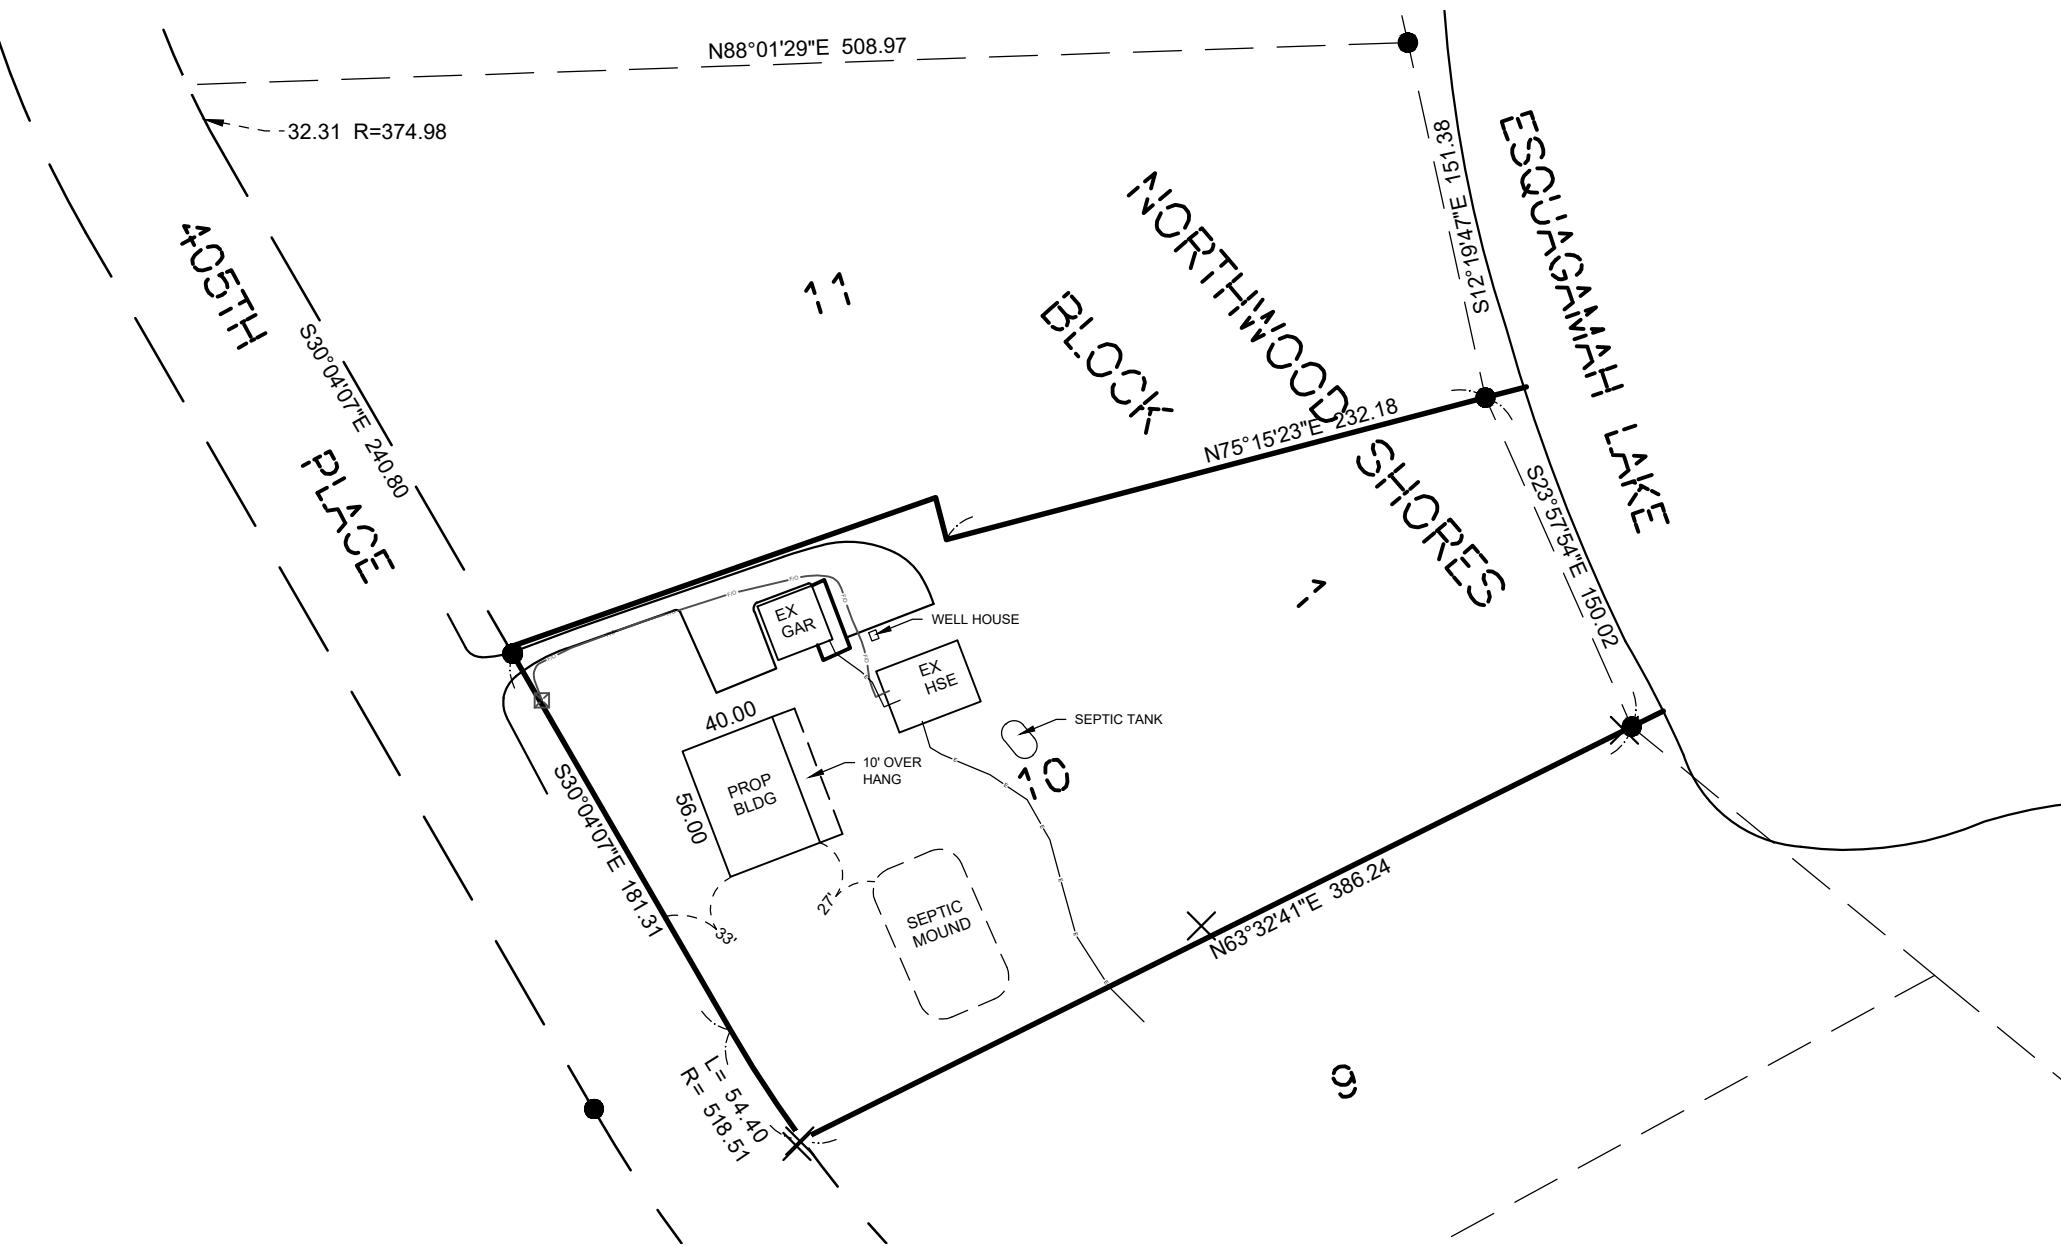 N88°01'29"E 508.97
32.31 R=374.98
S12°19'47"E 151.38
ESQUAGAMAH LAKE
405TH PLACE
S30°04'07"E 240.80
11
BLOCK
1
NORTHWOOD SHORES
N75°15'23"E 232.18
S23°57'54"E 150.02
F/O
F/O
F/O
F/O
F/O
F/O
EX
GAR
WELL HOUSE
EX
HSE
SEPTIC TANK
40.00
10' OVER
HANG
PROP
BLDG
56.00
10
S30°04'07"E 181.31
27'
33'
SEPTIC
MOUND
E
E
E
E
E
E
N63°32'41"E 386.24
L= 54.40
R= 518.51
9